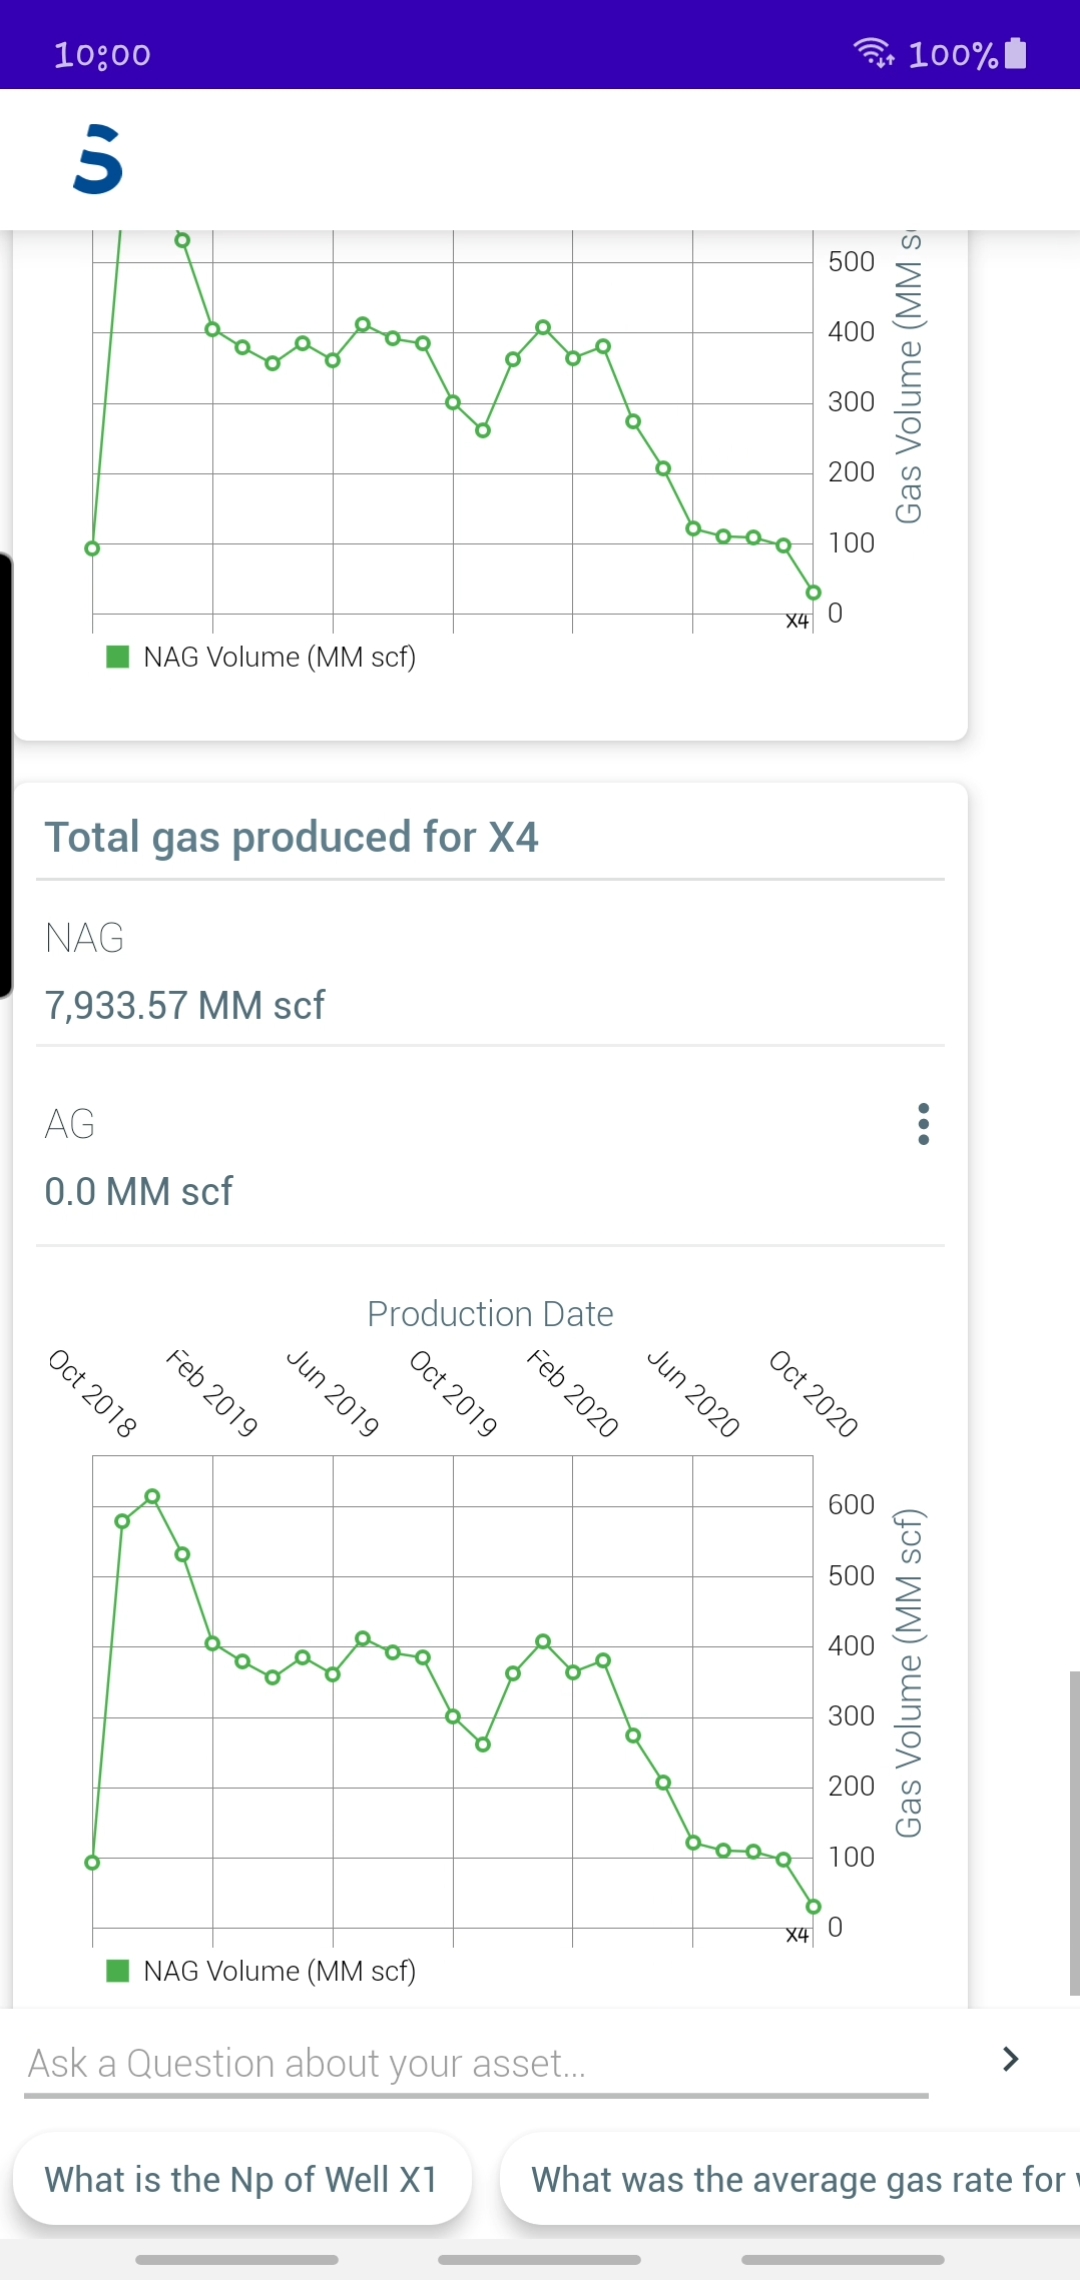 10:00
100%
500
400
300
200
100
0
Gas Volume (MM
X4
NAG Volume (MM scf)
Total gas produced for X4
NAG
7,933.57 MM scf
AG
0.0 MM scf
Production Date
Oct 2018
Feb 2019
Jun 2019
Oct 2019
Feb 2020
Jun 2020
Oct 2020
600
500
400
300
200
100
0
Gas Volume (MM scf)
X4
NAG Volume (MM scf)
Ask a Question about your asset...
What is the Np of Well X1
What was the average gas rate for